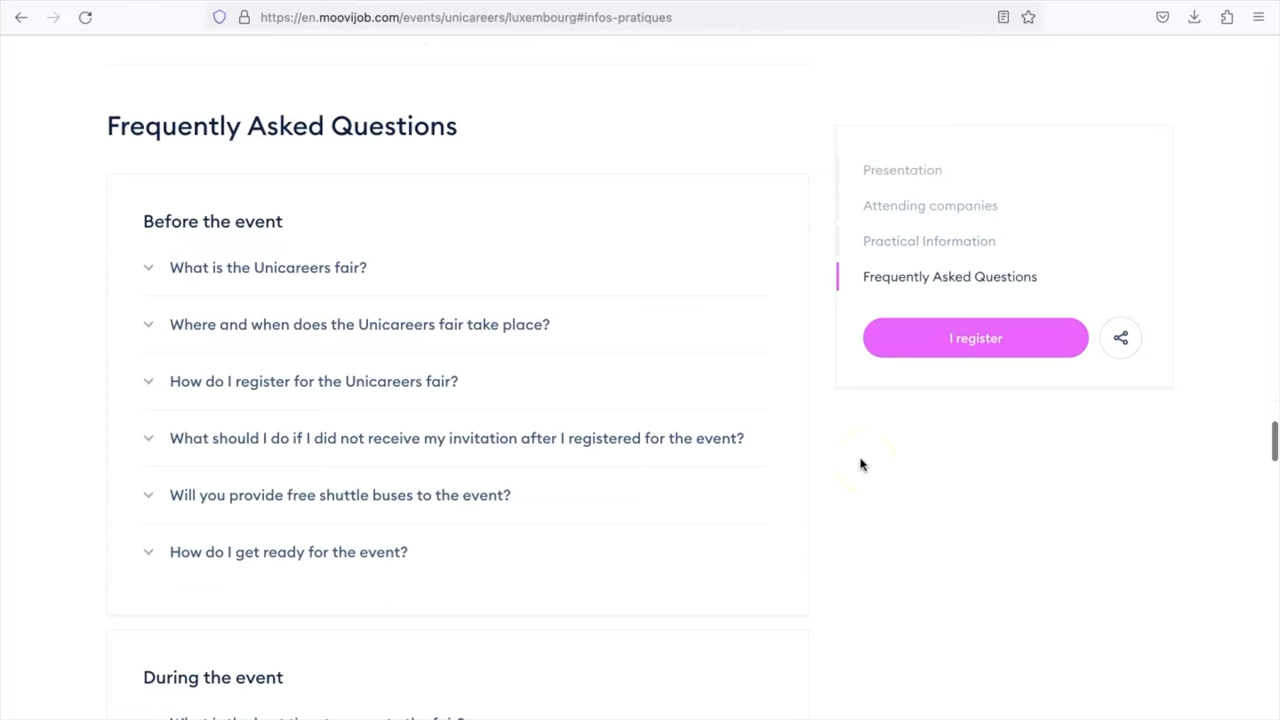 https://en.moovijob.com/events/unicareers/luxembourg#infos-pratiques
Frequently Asked Questions
Before the event
What is the Unicareers fair?
Where and when does the Unicareers fair take place?
How do I register for the Unicareers fair?
What should I do if I did not receive my invitation after I registered for the event?
Will you provide free shuttle buses to the event?
How do I get ready for the event?
During the event
Presentation
Attending companies
Practical Information
Frequently Asked Questions
I register